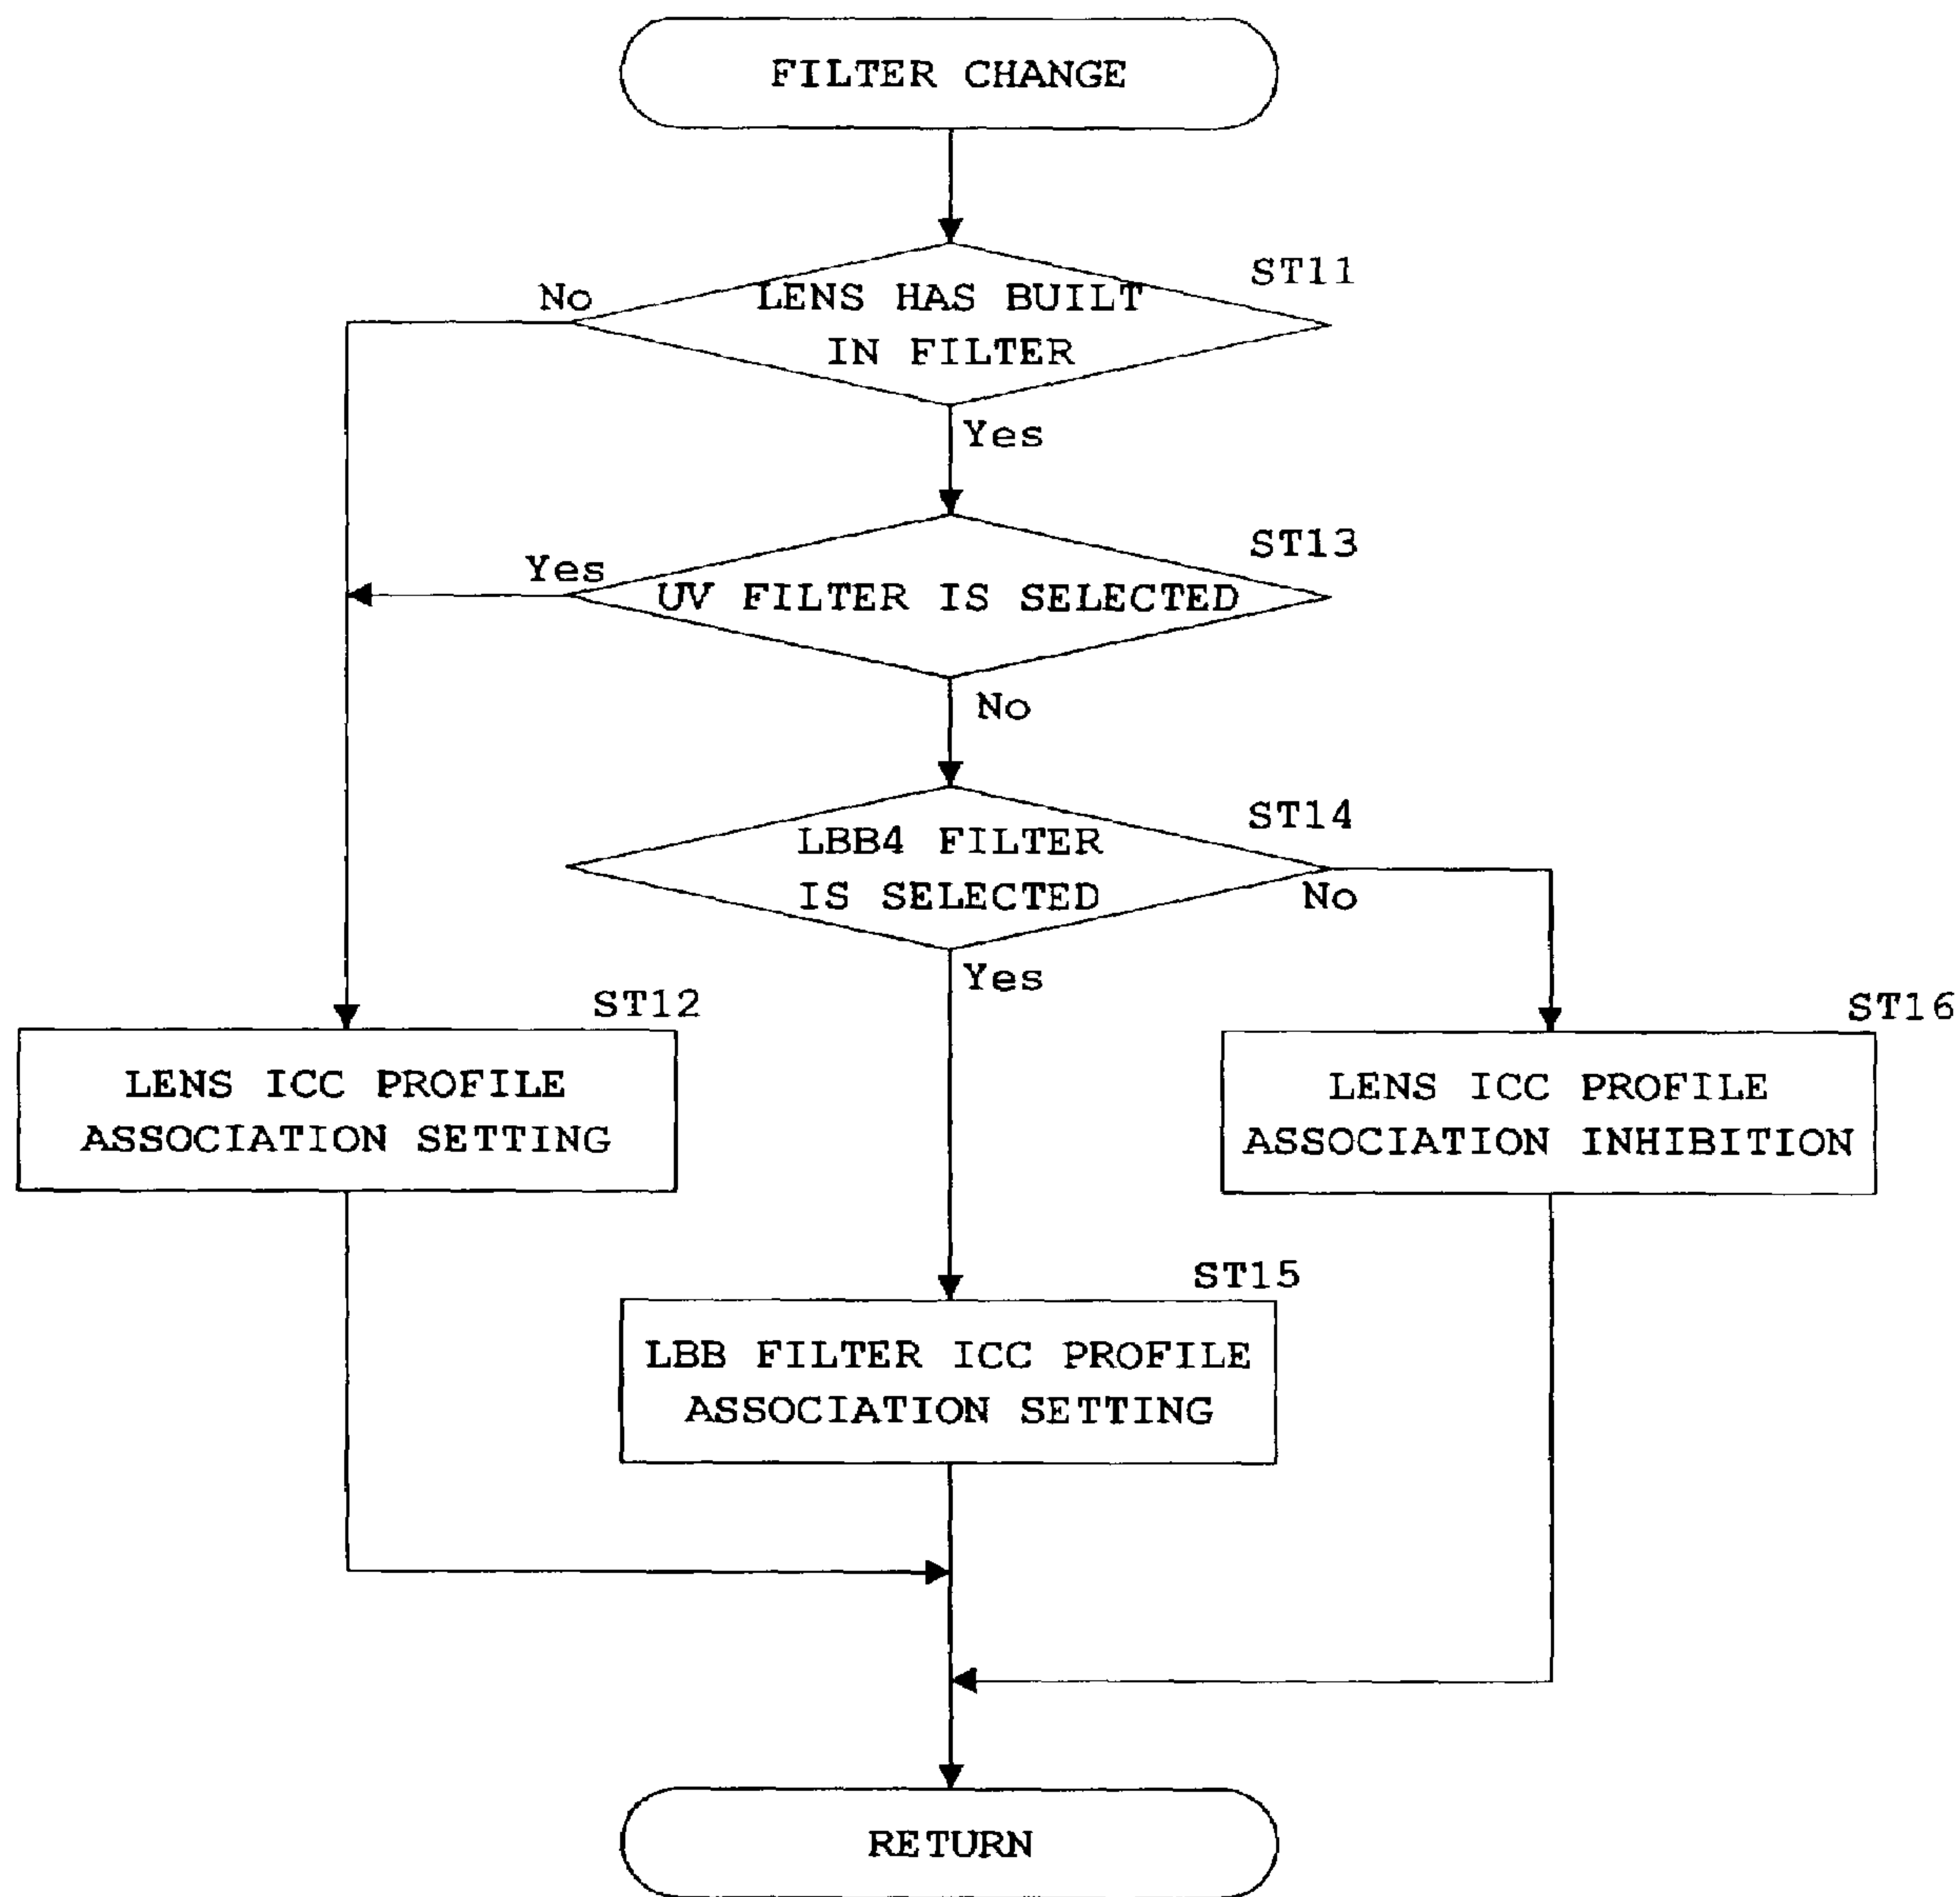 FILTER CHANGE
ST11
No
LENS HAS BUILT
IN FILTER
Yes
ST13
Yes
UV FILTER IS SELECTED
No
ST14
LBB4 FILTER
IS SELECTED
No
Yes
ST12
LENS ICC PROFILE
ASSOCIATION SETTING
ST16
LENS ICC PROFILE
ASSOCIATION INHIBITION
ST15
LBB FILTER ICC PROFILE
ASSOCIATION SETTING
RETURN